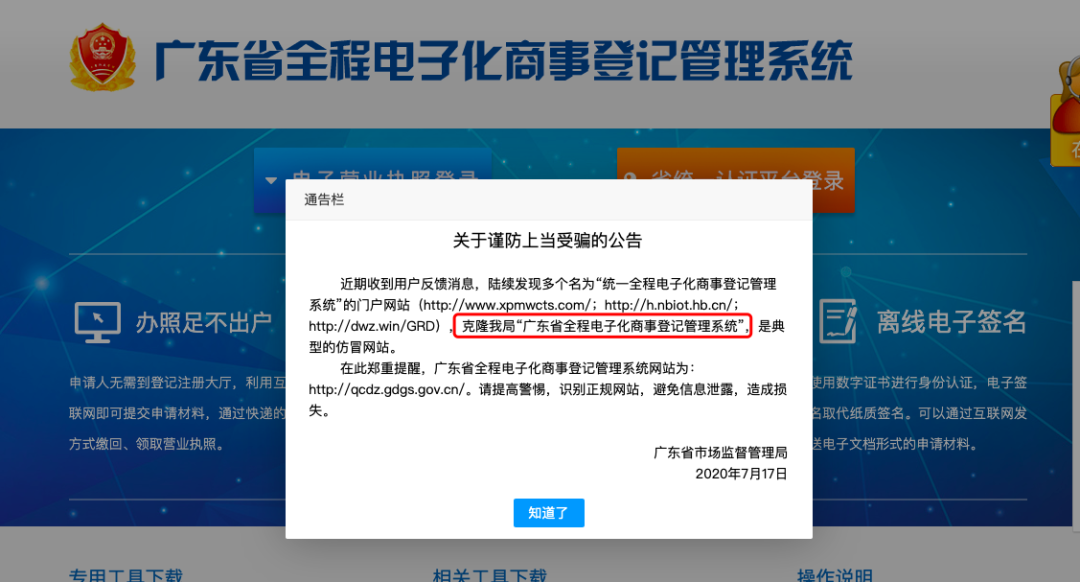 广东省全程电子化商事登记管理系统
电子营业执照登录
省统一认证平台登录
在
通告栏
关于谨防上当受骗的公告
近期收到用户反馈消息，陆续发现多个名为“统一全程电子化商事登记管理
系统”的门户网站（http://www.xpmwcts.com/；http://h.nbiot.hb.cn/；
http://dwz.win/GRD），克隆我局“广东省全程电子化商事登记管理系统”，是典
型的仿冒网站。
在此郑重提醒，广东省全程电子化商事登记管理系统网站为：
http://qcdz.gdgs.gov.cn/。请提高警惕，识别正规网站，避免信息泄露，造成损
失。
广东省市场监督管理局
2020年7月17日
知道了
办照足不出户
申请人无需到登记注册大厅，利用互
联网即可提交申请材料，通过快递的
方式缴回、领取营业执照。
离线电子签名
使用数字证书进行身份认证，电子签
名取代纸质签名。可以通过互联网发
送电子文档形式的申请材料。
专用工具下载
相关工具下载
操作说明